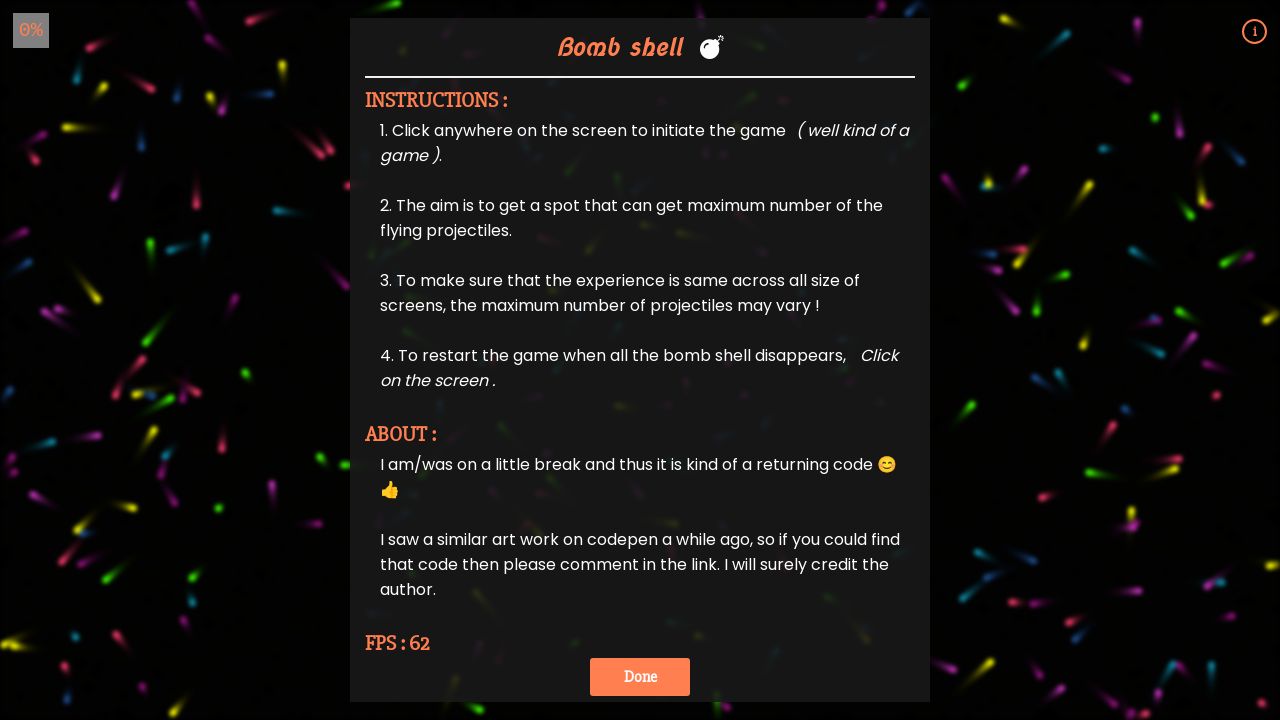 0%
Bomb shell 💣
i
INSTRUCTIONS :
1. Click anywhere on the screen to initiate the game ( well kind of a
game ).
2. The aim is to get a spot that can get maximum number of the
flying projectiles.
3. To make sure that the experience is same across all size of
screens, the maximum number of projectiles may vary !
4. To restart the game when all the bomb shell disappears, Click
on the screen .
ABOUT :
I am/was on a little break and thus it is kind of a returning code 😊
👍
I saw a similar art work on codepen a while ago, so if you could find
that code then please comment in the link. I will surely credit the
author.
FPS : 62
Done